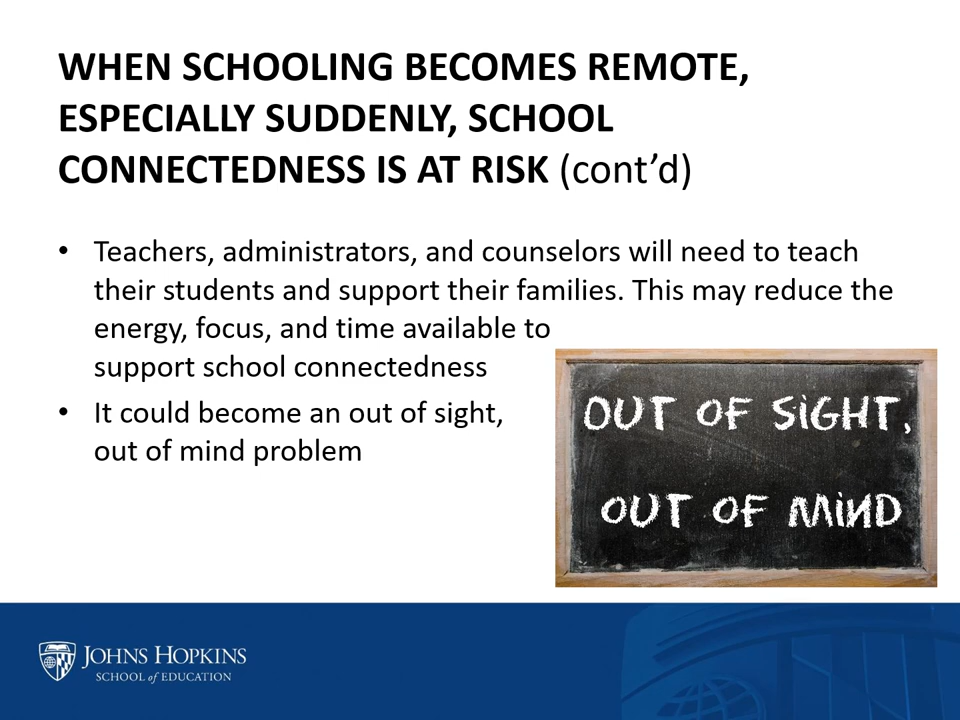 WHEN SCHOOLING BECOMES REMOTE,
ESPECIALLY SUDDENLY, SCHOOL
CONNECTEDNESS IS AT RISK (cont’d)
• Teachers, administrators, and counselors will need to teach
their students and support their families. This may reduce the
energy, focus, and time available to
support school connectedness
• It could become an out of sight,
out of mind problem
OUT OF SiGHT,
OUT OF MiND
JOHNS HOPKINS
SCHOOL of EDUCATION